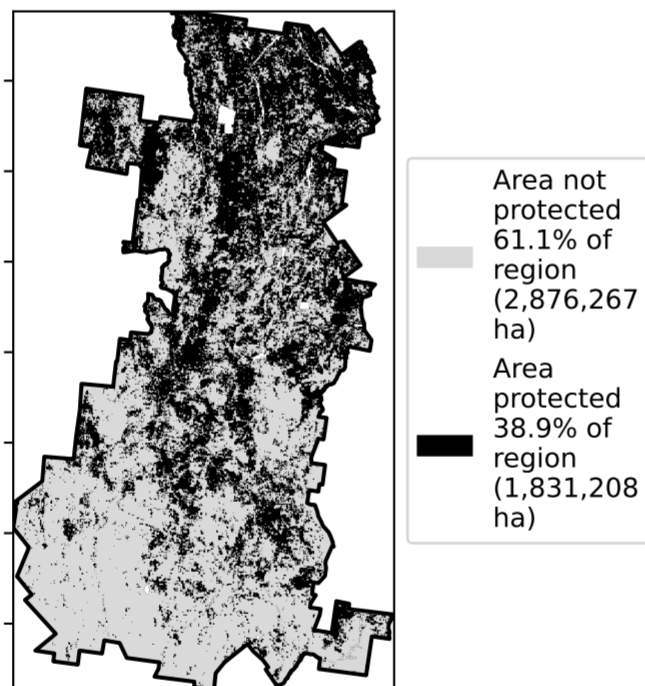 Area not
protected
61.1% of
region
(2,876,267
ha)
Area
protected
38.9% of
region
(1,831,208
ha)